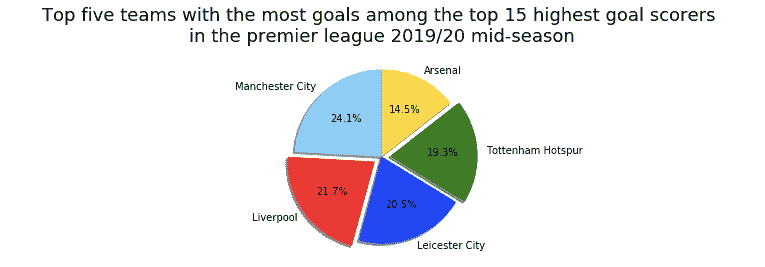 Top five teams with the most goals among the top 15 highest goal scorers
in the premier league 2019/20 mid-season
Arsenal
Manchester City
14.5%
24.1%
19.3%
Tottenham Hotspur
21.7%
20.5%
Liverpool
Leicester City